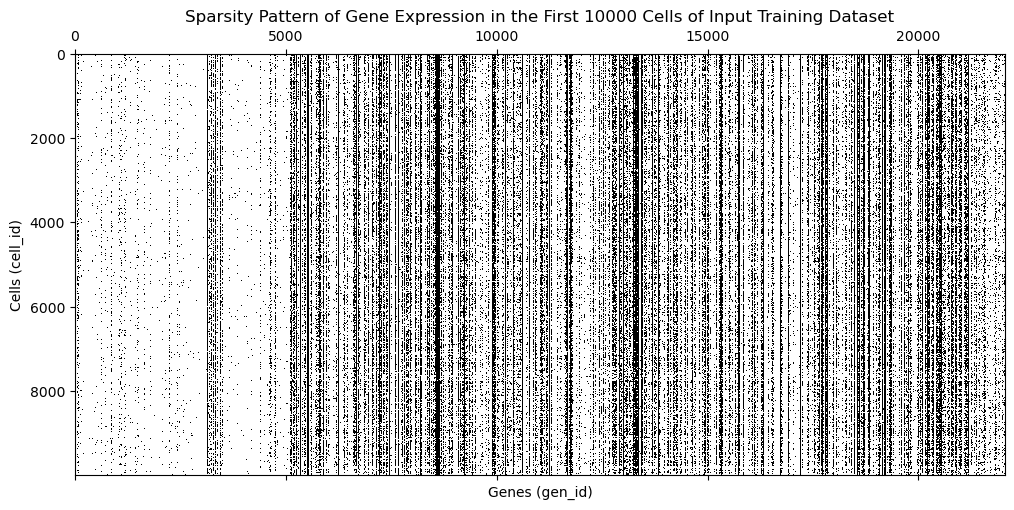 Sparsity Pattern of Gene Expression in the First 10000 Cells of Input Training Dataset
0 5000 10000 15000 20000
0
2000
4000
6000
8000
Cells (cell_id)
Genes (gen_id)